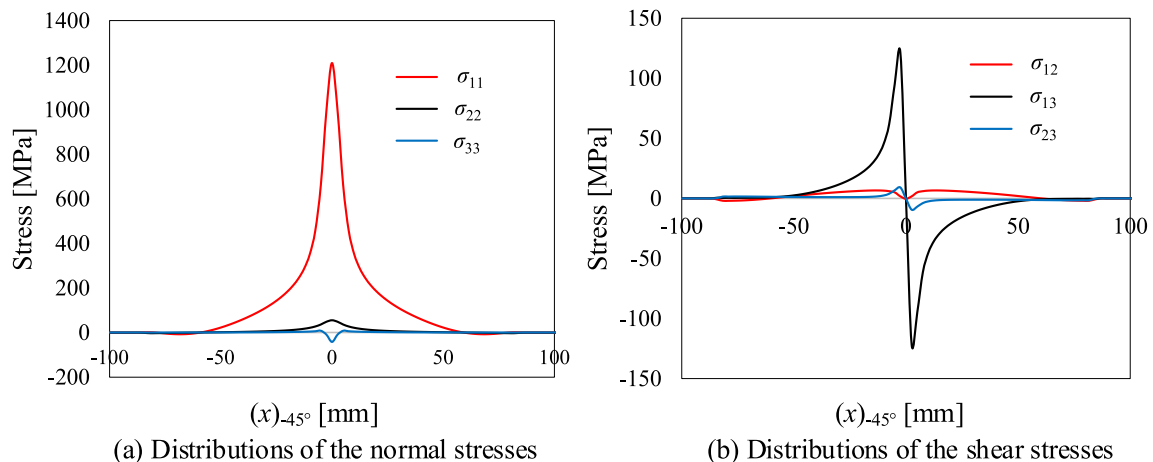 1400
1200
1000
800
600
400
200
0
-200
-100
-50
0
50
100
Stress [MPa]
σ11
σ22
σ33
(x)-45° [mm]
(a) Distributions of the normal stresses
150
100
50
0
-50
-100
-150
-100
-50
0
50
100
Stress [MPa]
σ12
σ13
σ23
(x)-45° [mm]
(b) Distributions of the shear stresses